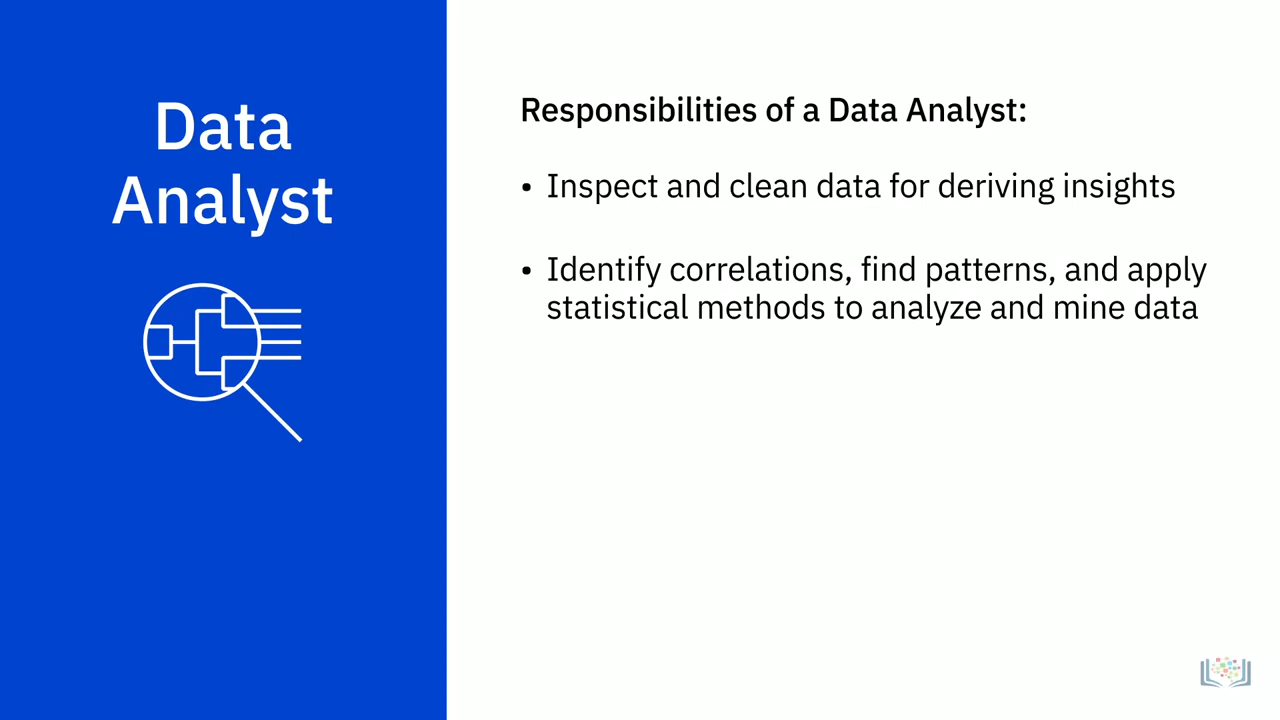 Data
Analyst
Responsibilities of a Data Analyst:
• Inspect and clean data for deriving insights
• Identify correlations, find patterns, and apply
statistical methods to analyze and mine data